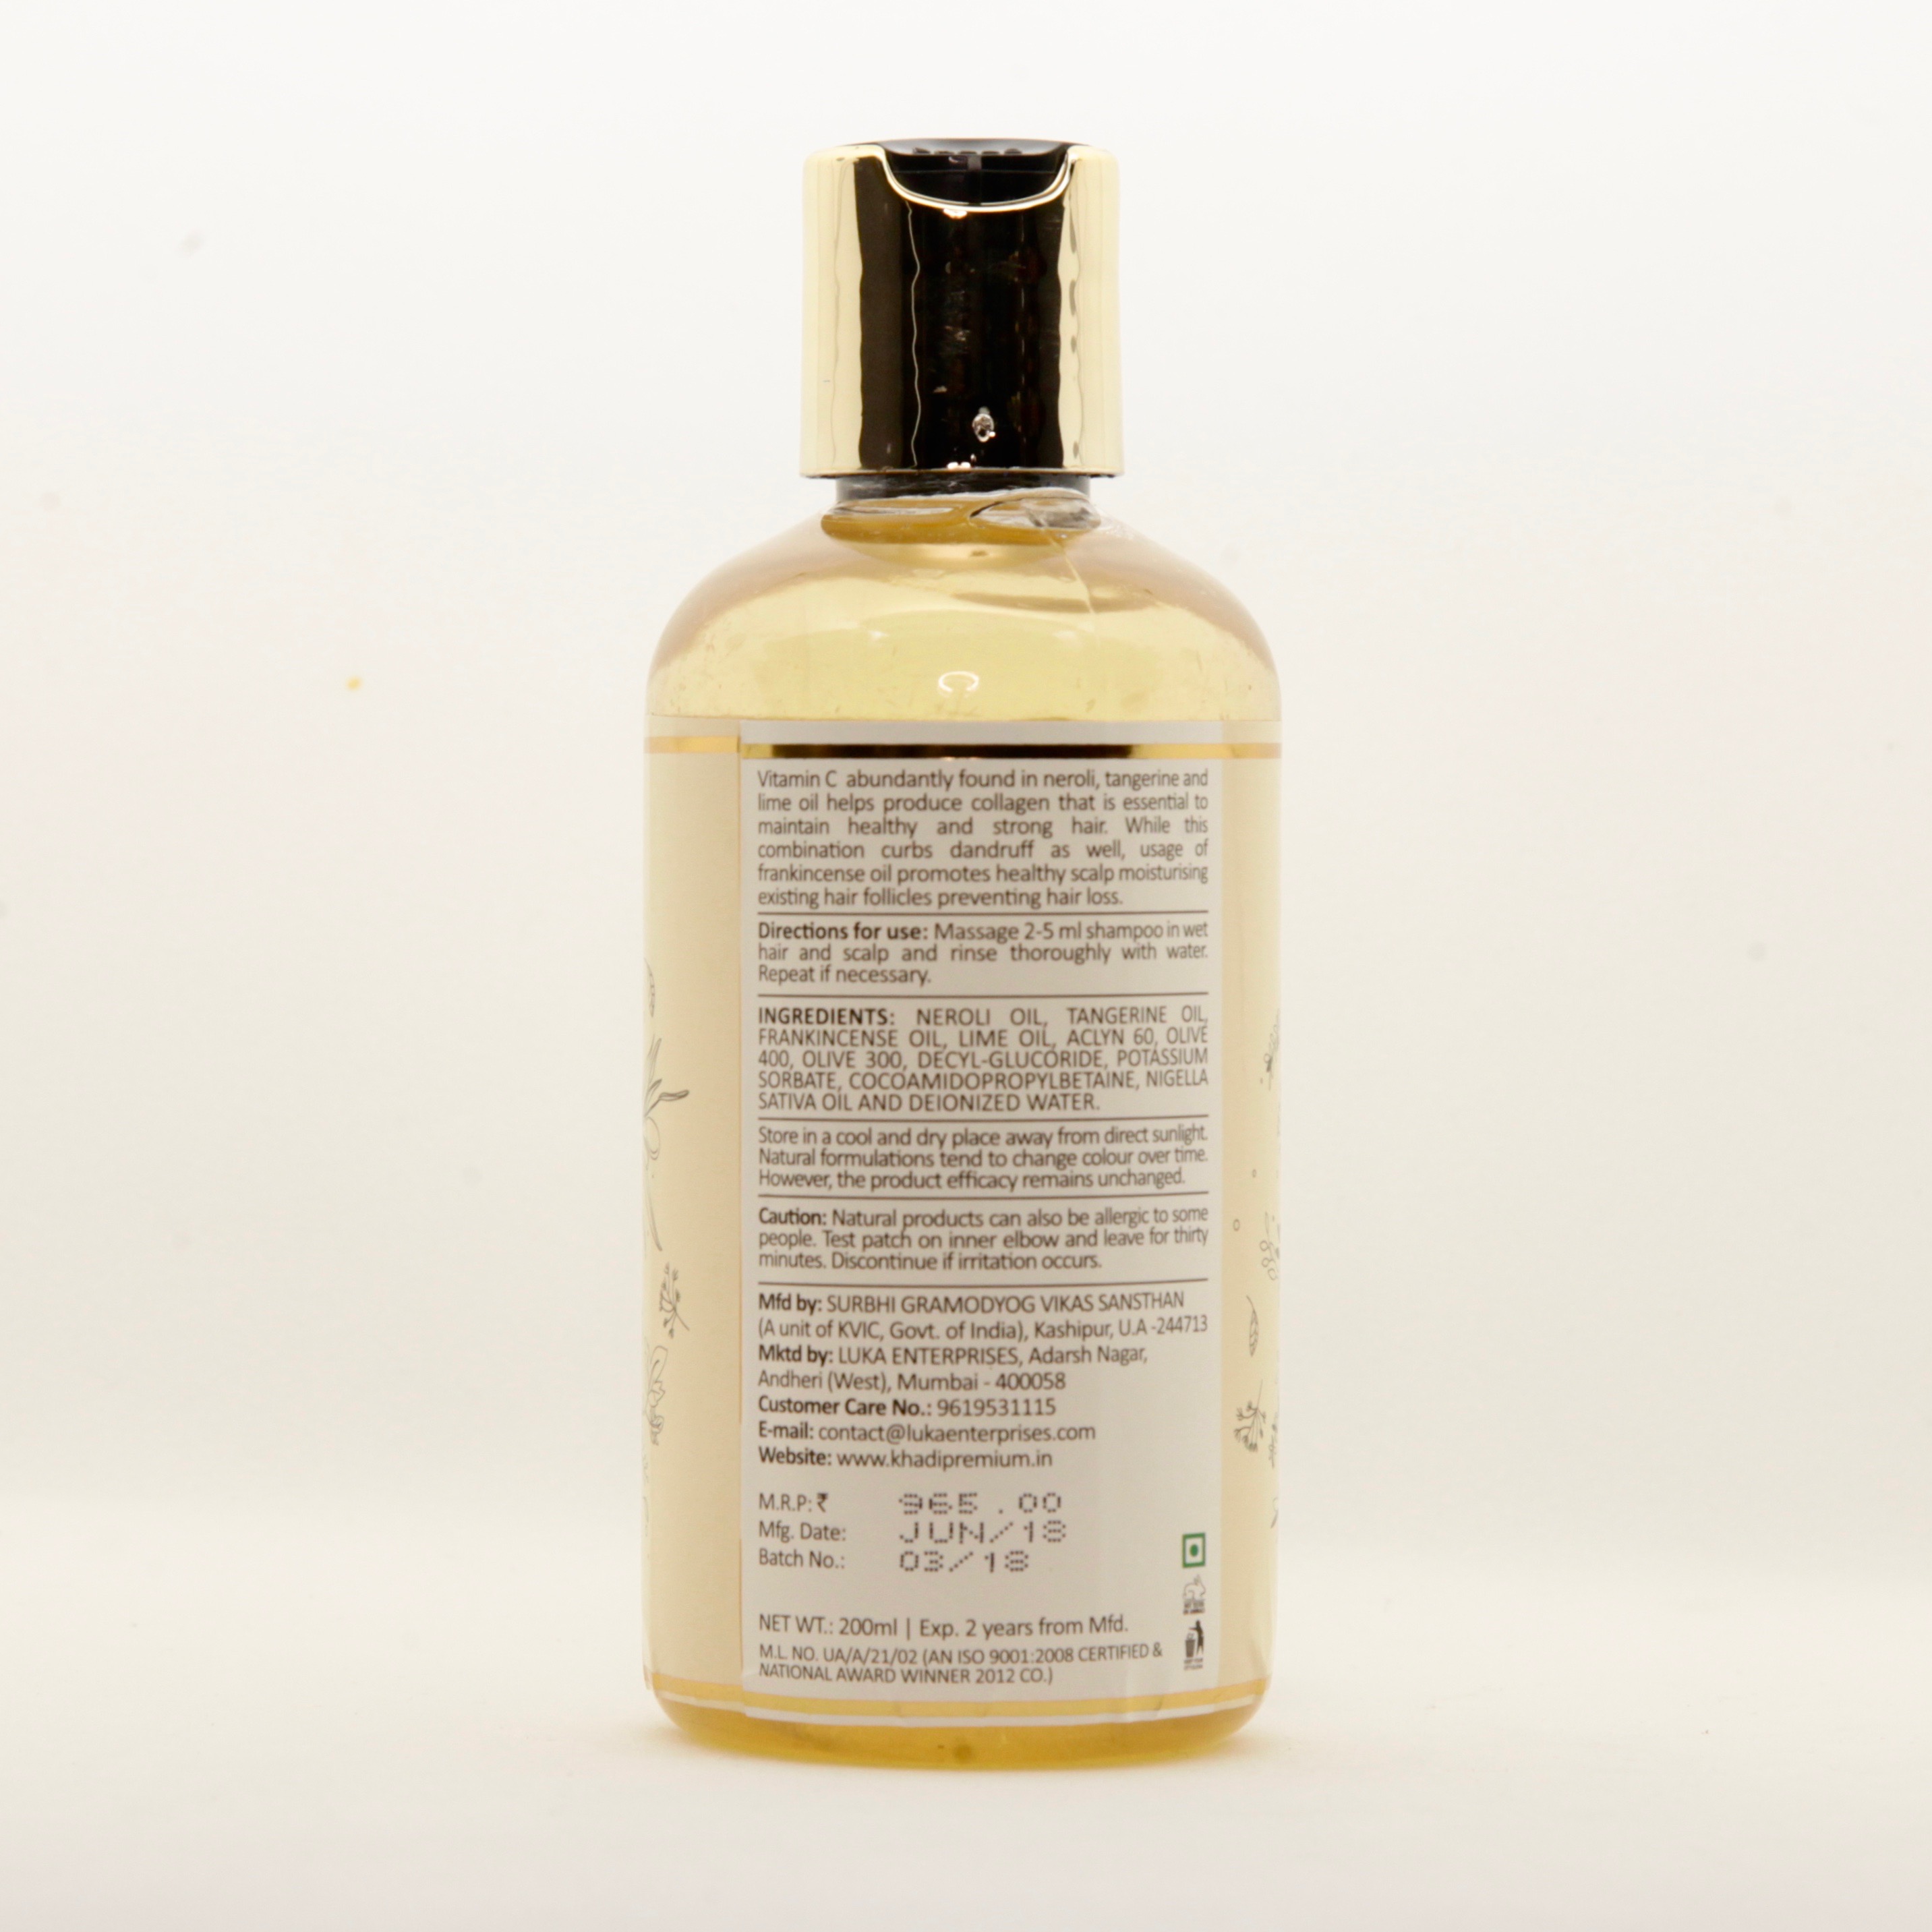 Vitamin C abundantly found in neroli, tangerine and
lime oil helps produce collagen that is essential to
maintain healthy and strong hair. While this
combination curbs dandruff as well, usage of
frankincense oil promotes healthy scalp moisturising
existing hair follicles preventing hair loss.
Directions for use: Massage 2-5 ml shampoo in wet
hair and scalp and rinse thoroughly with water.
Repeat if necessary.
INGREDIENTS: NEROLI OIL, TANGERINE OIL,
FRANKINCENSE OIL, LIME OIL, ACLYN 60, OLIVE
400, OLIVE 300, DECYL-GLUCORIDE, POTASSIUM
SORBATE, COCOAMIDOPROPYLBETAINE, NIGELLA
SATIVA OIL AND DEIONIZED WATER.
Store in a cool and dry place away from direct sunlight.
Natural formulations tend to change colour over time.
However, the product efficacy remains unchanged.
Caution: Natural products can also be allergic to some
people. Test patch on inner elbow and leave for thirty
minutes. Discontinue if irritation occurs.
Mfd by: SURBHI GRAMODYOG VIKAS SANSTHAN
(A unit of KVIC, Govt. of India), Kashipur, U.A -244713
Mktd by: LUKA ENTERPRISES, Adarsh Nagar,
Andheri (West), Mumbai - 400058
Customer Care No.: 9619531115
E-mail: contact@lukaenterprises.com
Website: www.khadipremium.in
M.R.P: ₹ 965.00
Mfg. Date: JUN/18
Batch No.: 03/18
NET WT.: 200ml | Exp. 2 years from Mfd.
M.L. NO. UA/A/21/02 (AN ISO 9001:2008 CERTIFIED &
NATIONAL AWARD WINNER 2012 CO.)